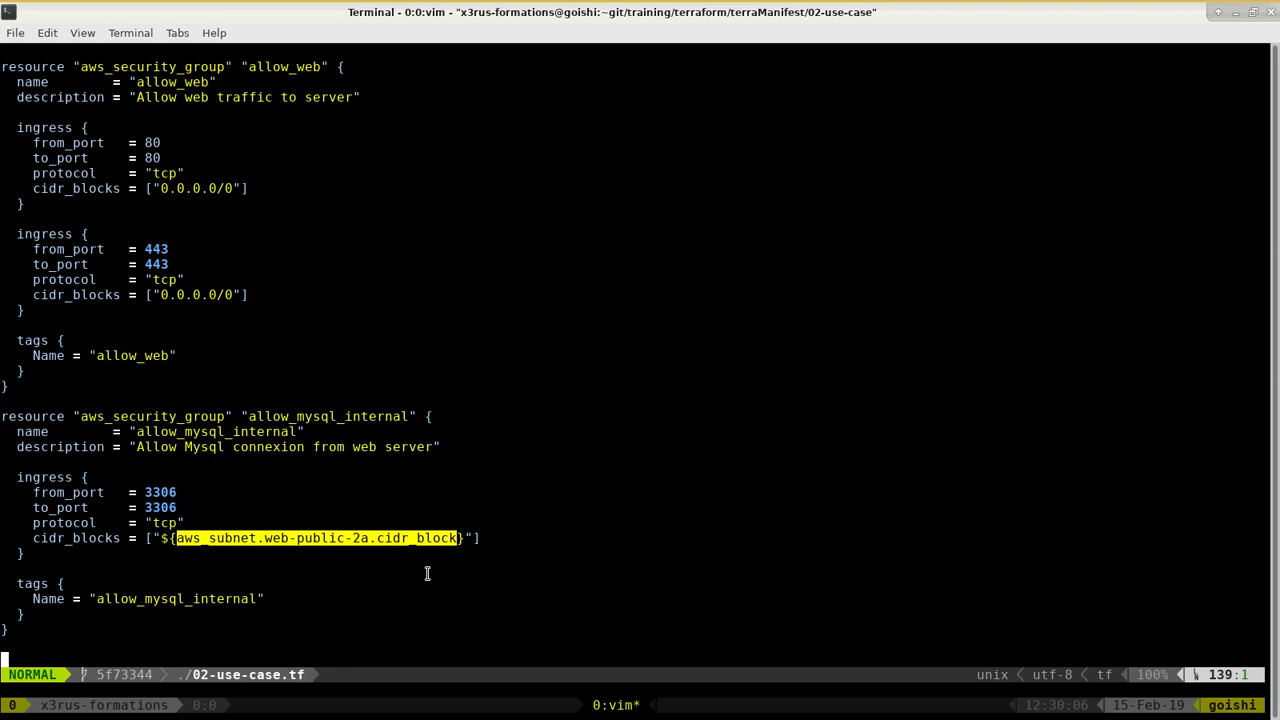 Terminal - 0:0:vim - "x3rus-formations@goishi:~git/training/terraform/terraManifest/02-use-case"
File Edit View Terminal Tabs Help
resource "aws_security_group" "allow_web" {
  name        = "allow_web"
  description = "Allow web traffic to server"
  ingress {
    from_port   = 80
    to_port     = 80
    protocol    = "tcp"
    cidr_blocks = ["0.0.0.0/0"]
  }
  ingress {
    from_port   = 443
    to_port     = 443
    protocol    = "tcp"
    cidr_blocks = ["0.0.0.0/0"]
  }
  tags {
    Name = "allow_web"
  }
}
resource "aws_security_group" "allow_mysql_internal" {
  name        = "allow_mysql_internal"
  description = "Allow Mysql connexion from web server"
  ingress {
    from_port   = 3306
    to_port     = 3306
    protocol    = "tcp"
    cidr_blocks = ["${aws_subnet.web-public-2a.cidr_block}"]
  }
  tags {
    Name = "allow_mysql_internal"
  }
}
NORMAL 5f73344 ./02-use-case.tf unix utf-8 tf 100% 139:1
0 x3rus-formations 0:0 0:vim* 12:30:06 15-Feb-19 goishi